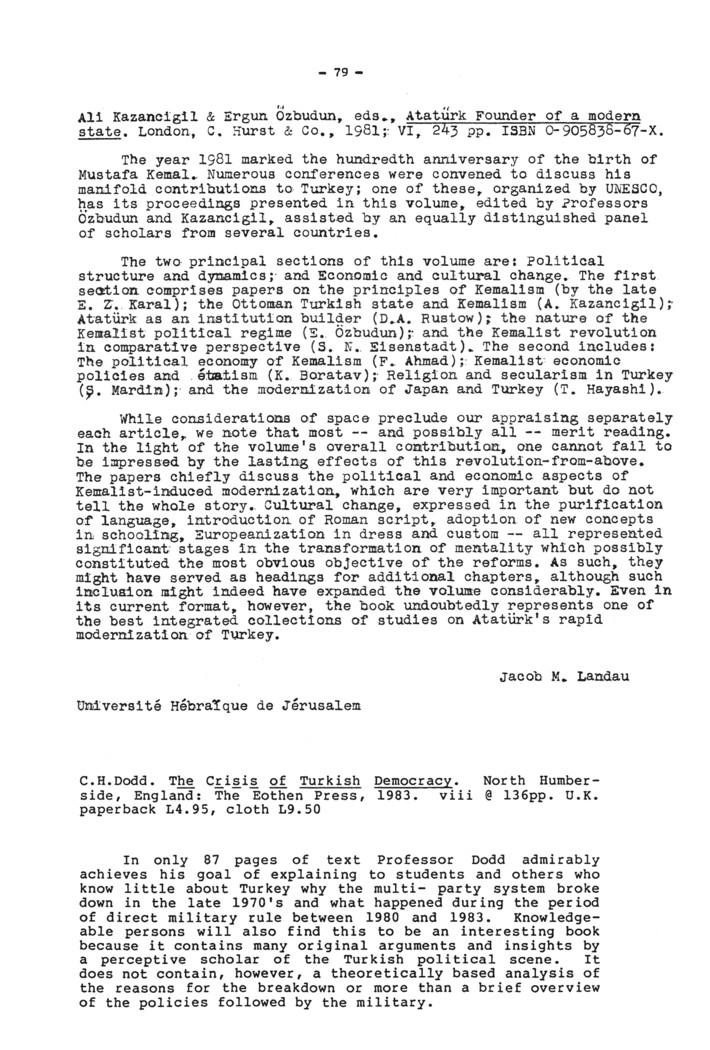 - 79 -
Ali Kazancigil & Ergun Özbudun, eds., Atatürk Founder of a modern
state. London, C. Hurst & Co., 1981; VI, 243 pp. ISBN 0-905838-67-X.
The year 1981 marked the hundredth anniversary of the birth of
Mustafa Kemal. Numerous conferences were convened to discuss his
manifold contributions to Turkey; one of these, organized by UNESCO,
has its proceedings presented in this volume, edited by Professors
Özbudun and Kazancigil, assisted by an equally distinguished panel
of scholars from several countries.
The two principal sections of this volume are: Political
structure and dynamics; and Economic and cultural change. The first
section comprises papers on the principles of Kemalism (by the late
E. Z. Karal); the Ottoman Turkish state and Kemalism (A. Kazancigil);
Atatürk as an institution builder (D.A. Rustow); the nature of the
Kemalist political regime (E. Özbudun); and the Kemalist revolution
in comparative perspective (S. N. Eisenstadt). The second includes:
The political economy of Kemalism (F. Ahmad); Kemalist economic
policies and étatism (K. Boratav); Religion and secularism in Turkey
(Ş. Mardin); and the modernization of Japan and Turkey (T. Hayashi).
While considerations of space preclude our appraising separately
each article, we note that most -- and possibly all -- merit reading.
In the light of the volume's overall contribution, one cannot fail to
be impressed by the lasting effects of this revolution-from-above.
The papers chiefly discuss the political and economic aspects of
Kemalist-induced modernization, which are very important but do not
tell the whole story. Cultural change, expressed in the purification
of language, introduction of Roman script, adoption of new concepts
in schooling, Europeanization in dress and custom -- all represented
significant stages in the transformation of mentality which possibly
constituted the most obvious objective of the reforms. As such, they
might have served as headings for additional chapters, although such
inclusion might indeed have expanded the volume considerably. Even in
its current format, however, the book undoubtedly represents one of
the best integrated collections of studies on Atatürk's rapid
modernization of Turkey.
Jacob M. Landau
Université Hébraïque de Jérusalem
C.H.Dodd. The Crisis of Turkish Democracy. North Humber-
side, England: The Eothen Press, 1983. viii @ 136pp. U.K.
paperback L4.95, cloth L9.50
In only 87 pages of text Professor Dodd admirably
achieves his goal of explaining to students and others who
know little about Turkey why the multi- party system broke
down in the late 1970's and what happened during the period
of direct military rule between 1980 and 1983. Knowledge-
able persons will also find this to be an interesting book
because it contains many original arguments and insights by
a perceptive scholar of the Turkish political scene. It
does not contain, however, a theoretically based analysis of
the reasons for the breakdown or more than a brief overview
of the policies followed by the military.